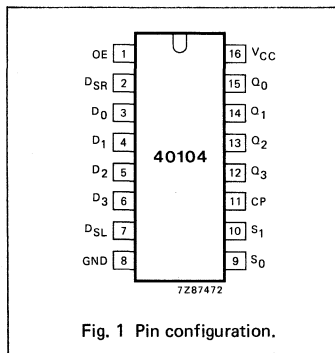 OE 1 16 VCC
DSR 2 15 Q0
D0 3 14 Q1
D1 4 40104 13 Q2
D2 5 12 Q3
D3 6 11 CP
DSL 7 10 S1
GND 8 9 S0
7Z87472
Fig. 1 Pin configuration.